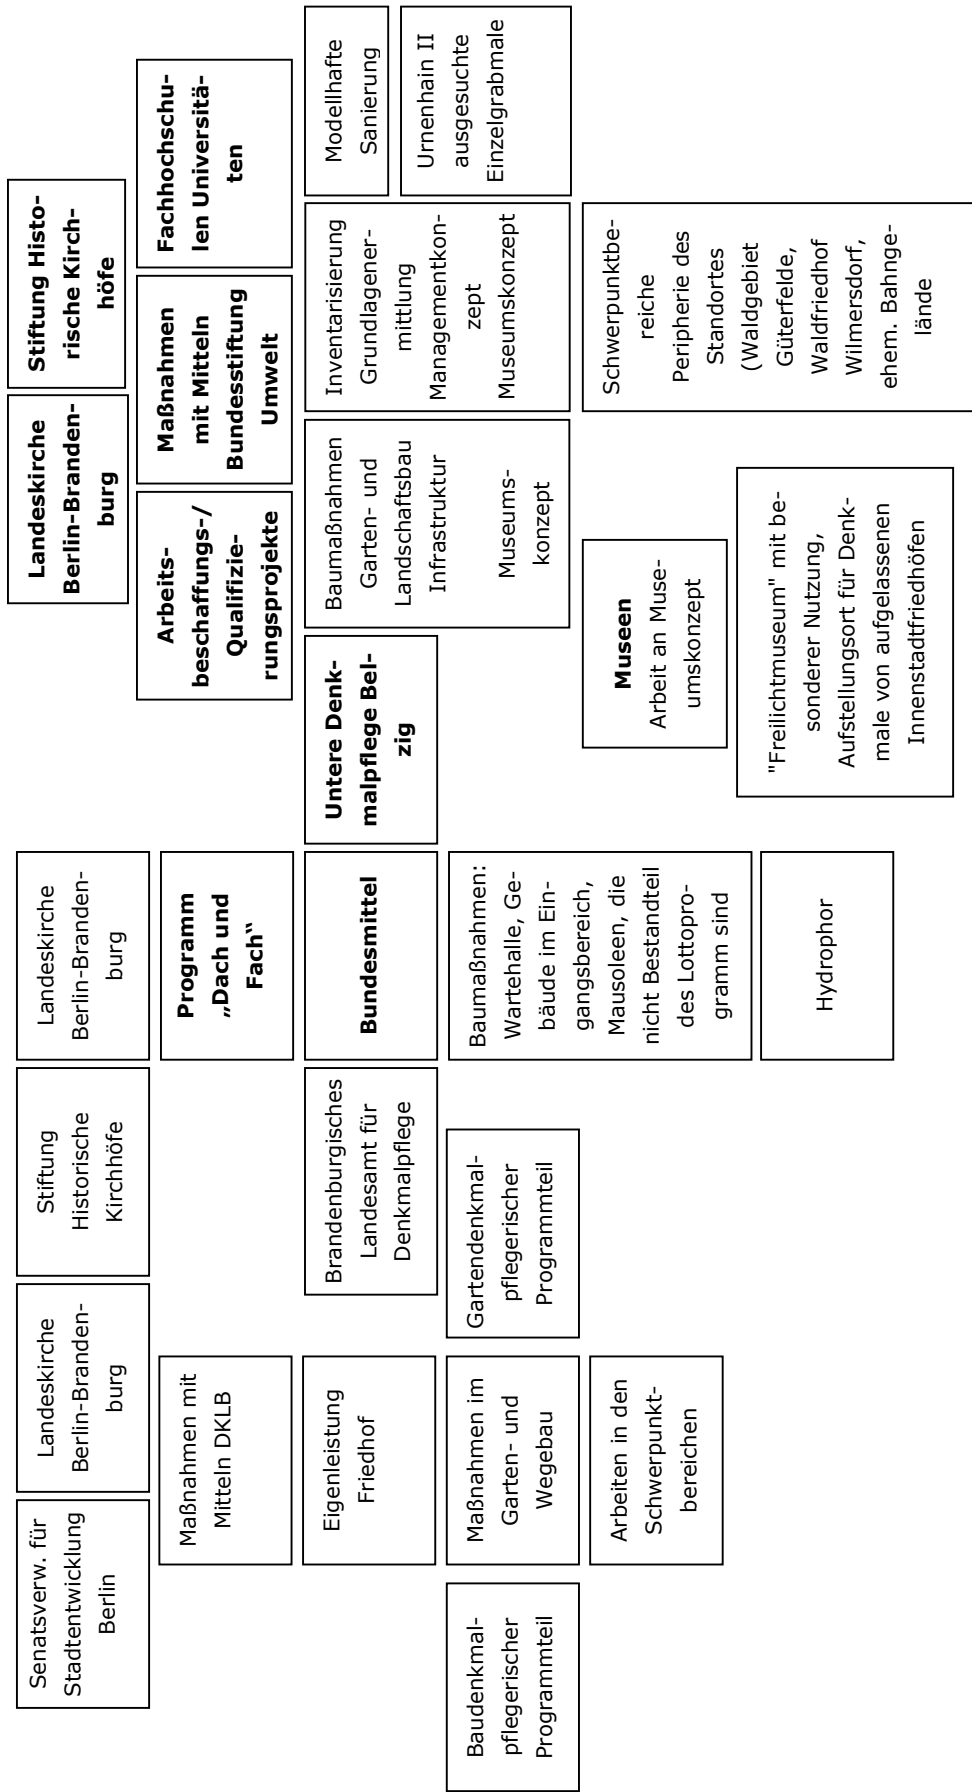 Senatsverw. für
Stadtentwicklung
Berlin
Landeskirche
Berlin-Branden-
burg
Stiftung
Historische
Kirchhöfe
Landeskirche
Berlin-Branden-
burg
Landeskirche
Berlin-Branden-
burg
Stiftung Histo-
rische Kirch-
höfe
Maßnahmen mit
Mitteln DKLB
Programm
„Dach und
Fach“
Arbeits-
beschaffungs-/
Qualifizie-
rungsprojekte
Maßnahmen
mit Mitteln
Bundesstiftung
Umwelt
Fachhochschu-
len Universitä-
ten
Eigenleistung
Friedhof
Brandenburgisches
Landesamt für
Denkmalpflege
Bundesmittel
Untere Denk-
malpflege Bel-
zig
Baumaßnahmen
Garten- und
Landschaftsbau
Infrastruktur
Museums-
konzept
Inventarisierung
Grundlagener-
mittlung
Managementkon-
zept
Museumskonzept
Modellhafte
Sanierung
Urnenhain II
ausgesuchte
Einzelgrabmale
Baudenkmal-
pflegerischer
Programmteil
Maßnahmen im
Garten- und
Wegebau
Gartendenkmal-
pflegerischer
Programmteil
Baumaßnahmen:
Wartehalle, Ge-
bäude im Ein-
gangsbereich,
Mausoleen, die
nicht Bestandteil
des Lottopro-
gramm sind
Arbeiten in den
Schwerpunkt-
bereichen
Hydrophor
Museen
Arbeit an Muse-
umskonzept
Schwerpunktbe-
reiche
Peripherie des
Standortes
(Waldgebiet
Güterfelde,
Waldfriedhof
Wilmersdorf,
ehem. Bahnge-
lände
"Freilichtmuseum" mit be-
sonderer Nutzung,
Aufstellungsort für Denk-
male von aufgelassenen
Innenstadtfriedhöfen